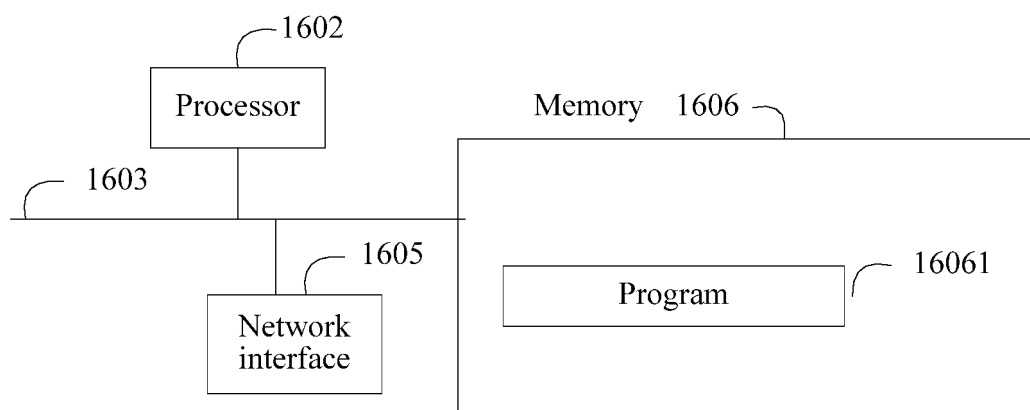 1602
Processor
Memory 1606
1603
1605
16061
Program
Network
interface